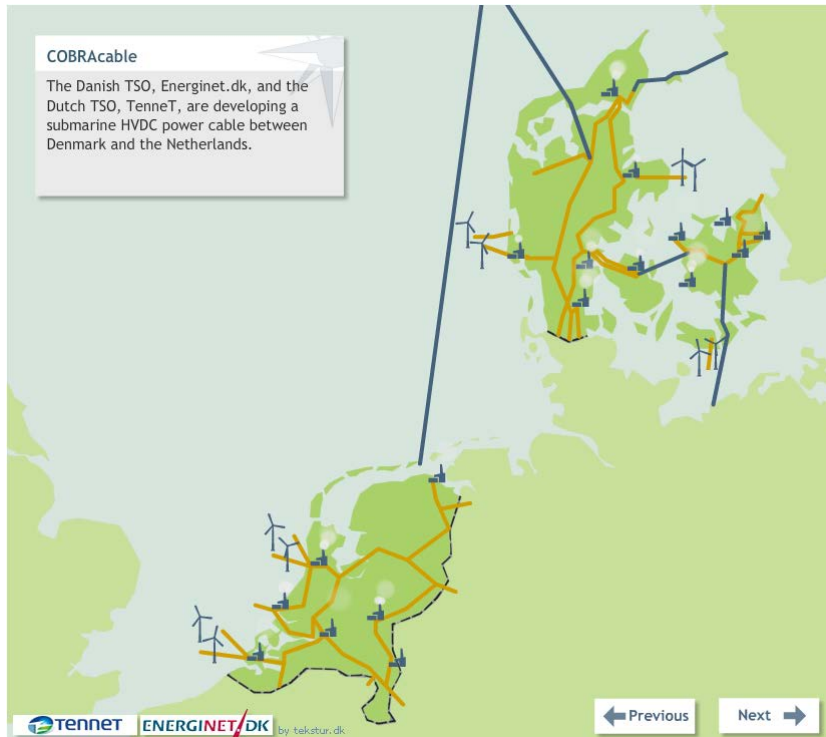 COBRAcable
The Danish TSO, Energinet.dk, and the
Dutch TSO, TenneT, are developing a
submarine HVDC power cable between
Denmark and the Netherlands.
Previous
Next
TENNET
ENERGINET/DK
by tekstur.dk